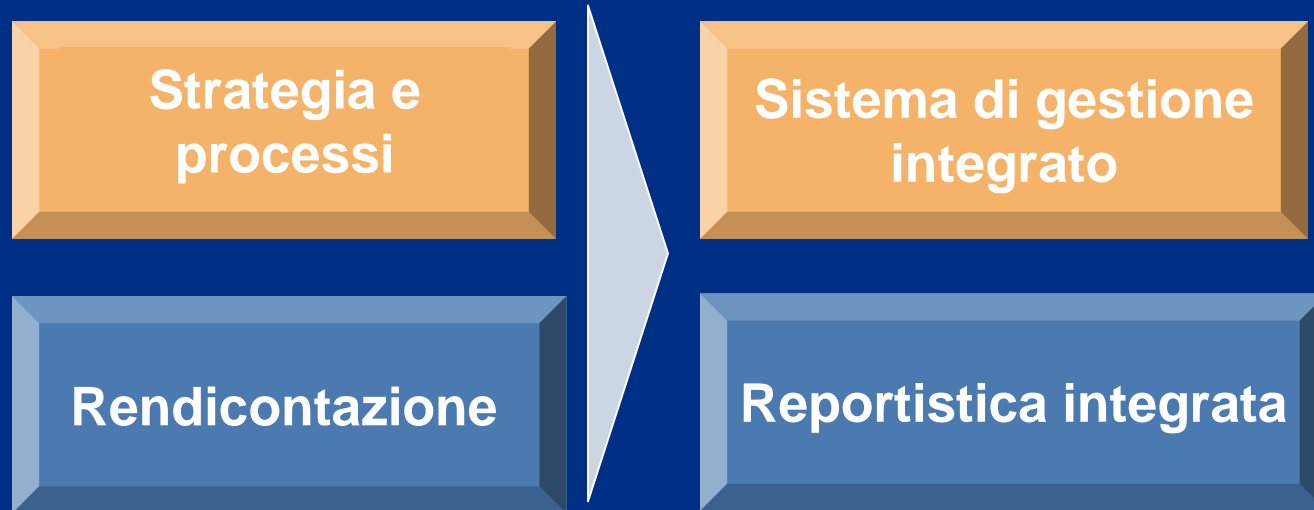 Strategia e
processi
Sistema di gestione
integrato
Rendicontazione
Reportistica integrata